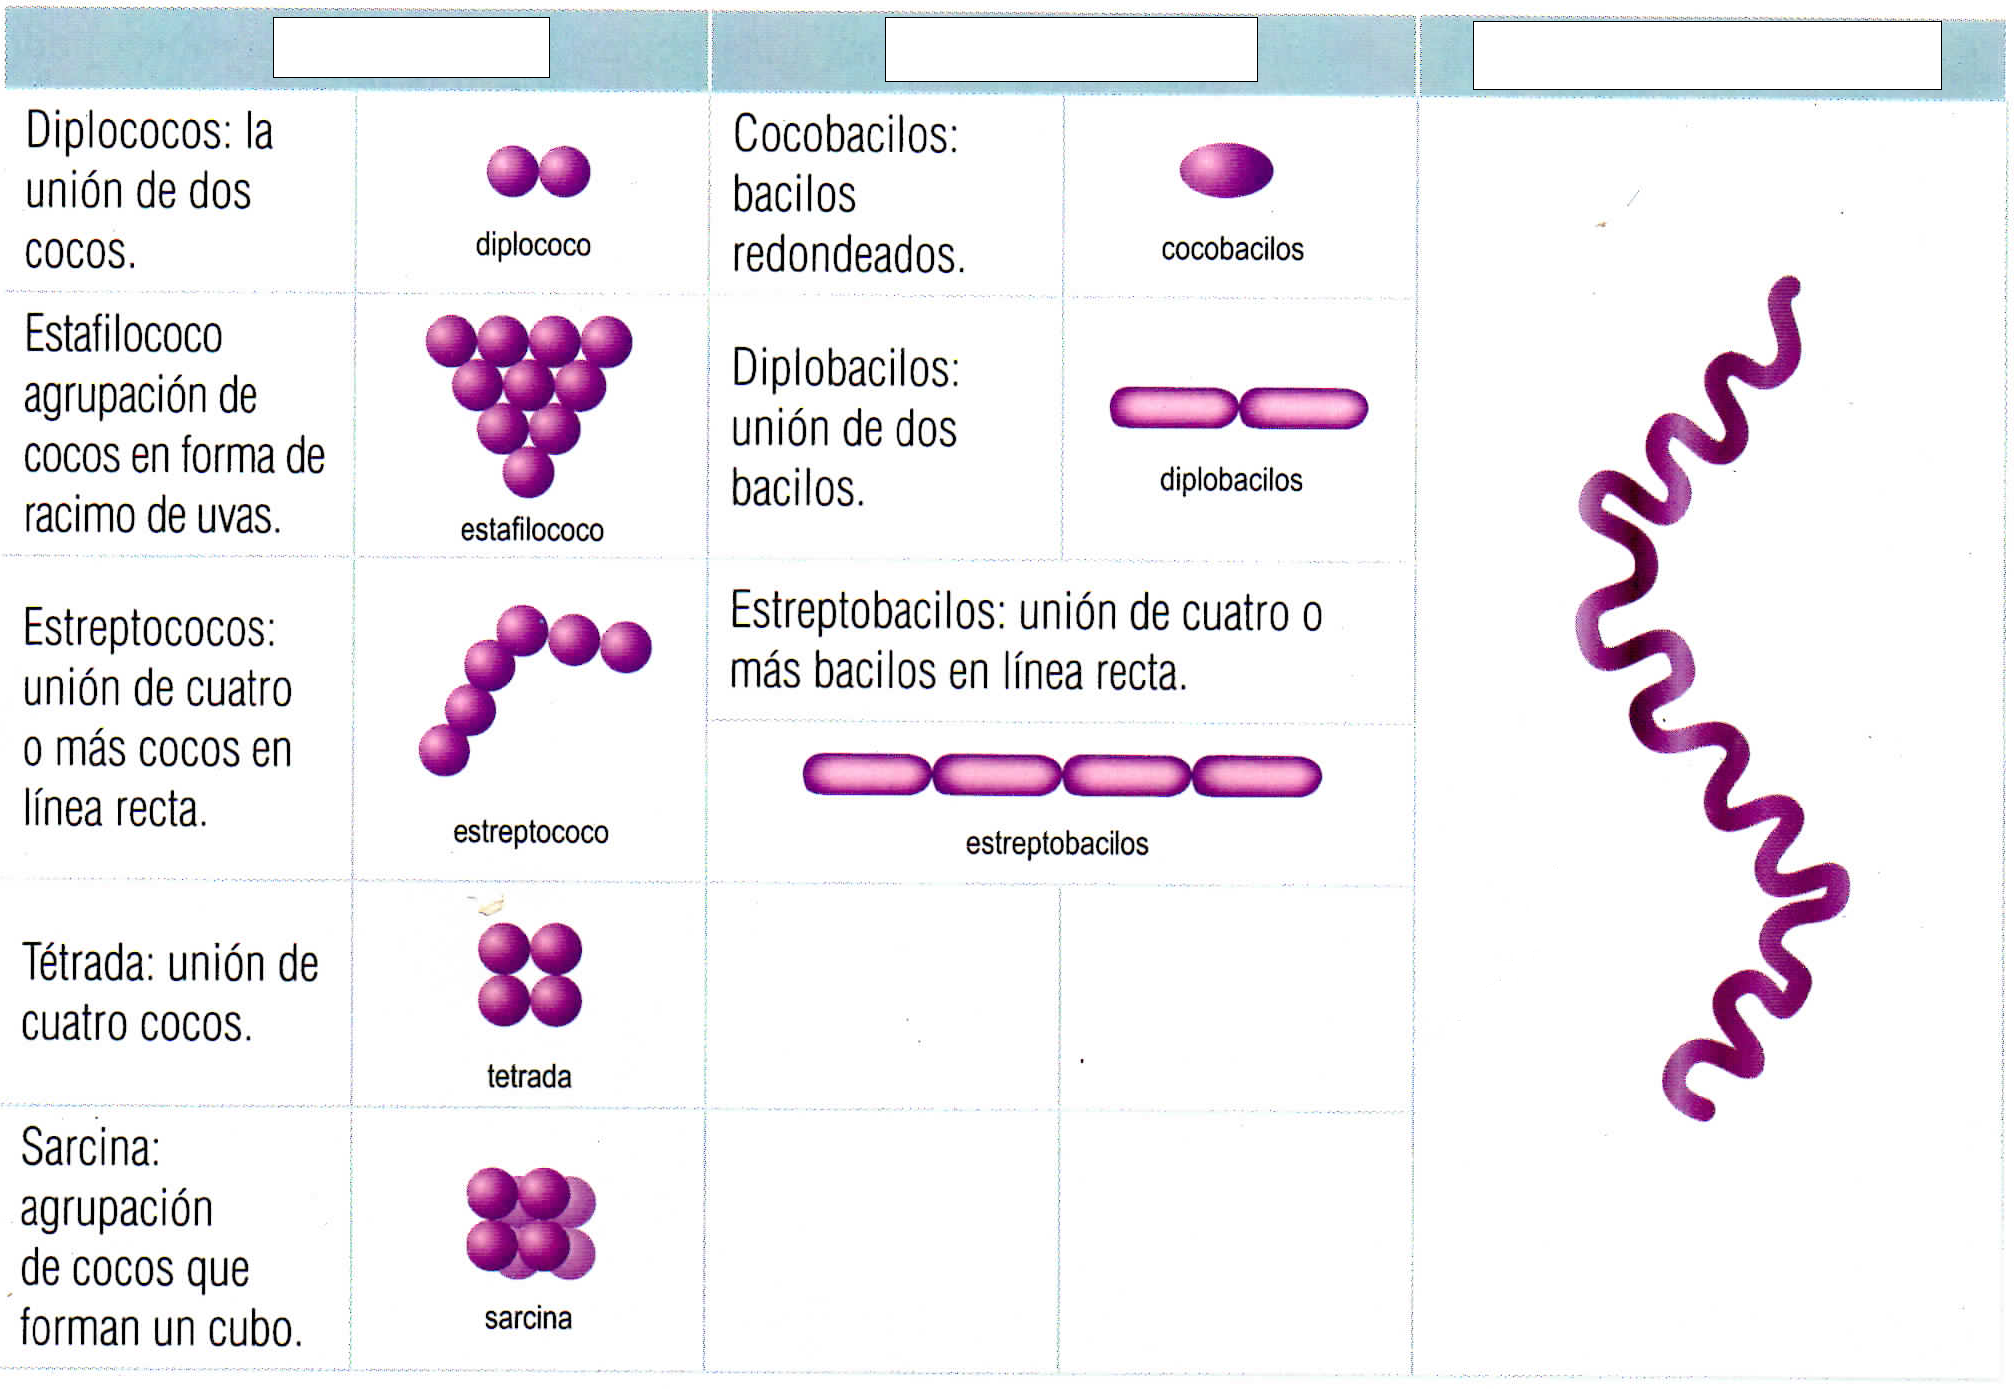 Diplococos: la
unión de dos
cocos.
diplococo
Cocobacilos:
bacilos
redondeados.
cocobacilos
Estafilococo
agrupación de
cocos en forma de
racimo de uvas.
estafilococo
Diplobacilos:
unión de dos
bacilos.
diplobacilos
Estreptococos:
unión de cuatro
o más cocos en
línea recta.
estreptococo
Estreptobacilos: unión de cuatro o
más bacilos en línea recta.
estreptobacilos
Tétrada: unión de
cuatro cocos.
tetrada
Sarcina:
agrupación
de cocos que
forman un cubo.
sarcina